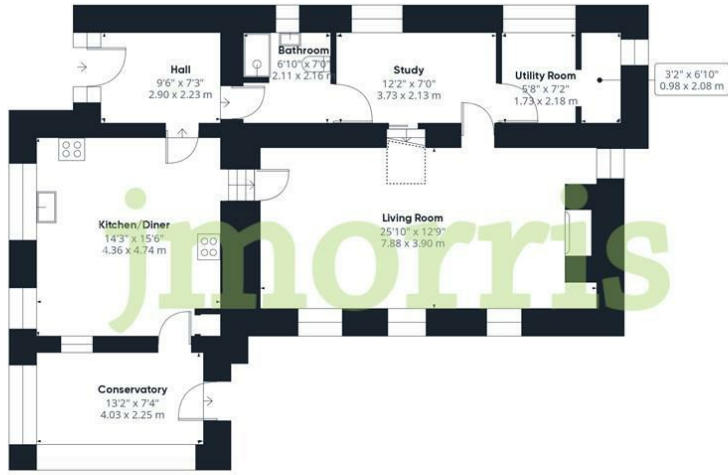 Hall
9'6" x 7'3"
2.90 x 2.23 m
Bathroom
6'10" x 7'0"
2.11 x 2.16 m
Study
12'2" x 7'0"
3.73 x 2.13 m
Utility Room
5'8" x 7'2"
1.73 x 2.18 m
3'2" x 6'10"
0.98 x 2.08 m
Kitchen/Diner
14'3" x 15'6"
4.36 x 4.74 m
Living Room
25'10" x 12'9"
7.88 x 3.90 m
jmorris
Conservatory
13'2" x 7'4"
4.03 x 2.25 m